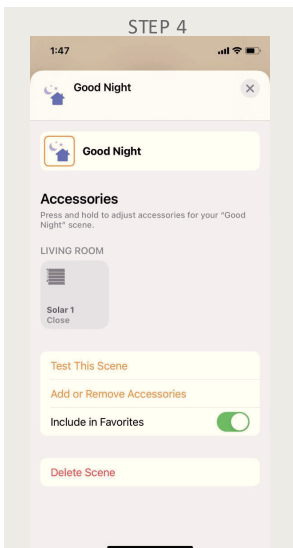 STEP 4
1:47
Good Night
Good Night
Accessories
Press and hold to adjust accessories for your "Good
Night" scene.
LIVING ROOM
Solar 1
Close
Test This Scene
Add or Remove Accessories
Include in Favorites
Delete Scene